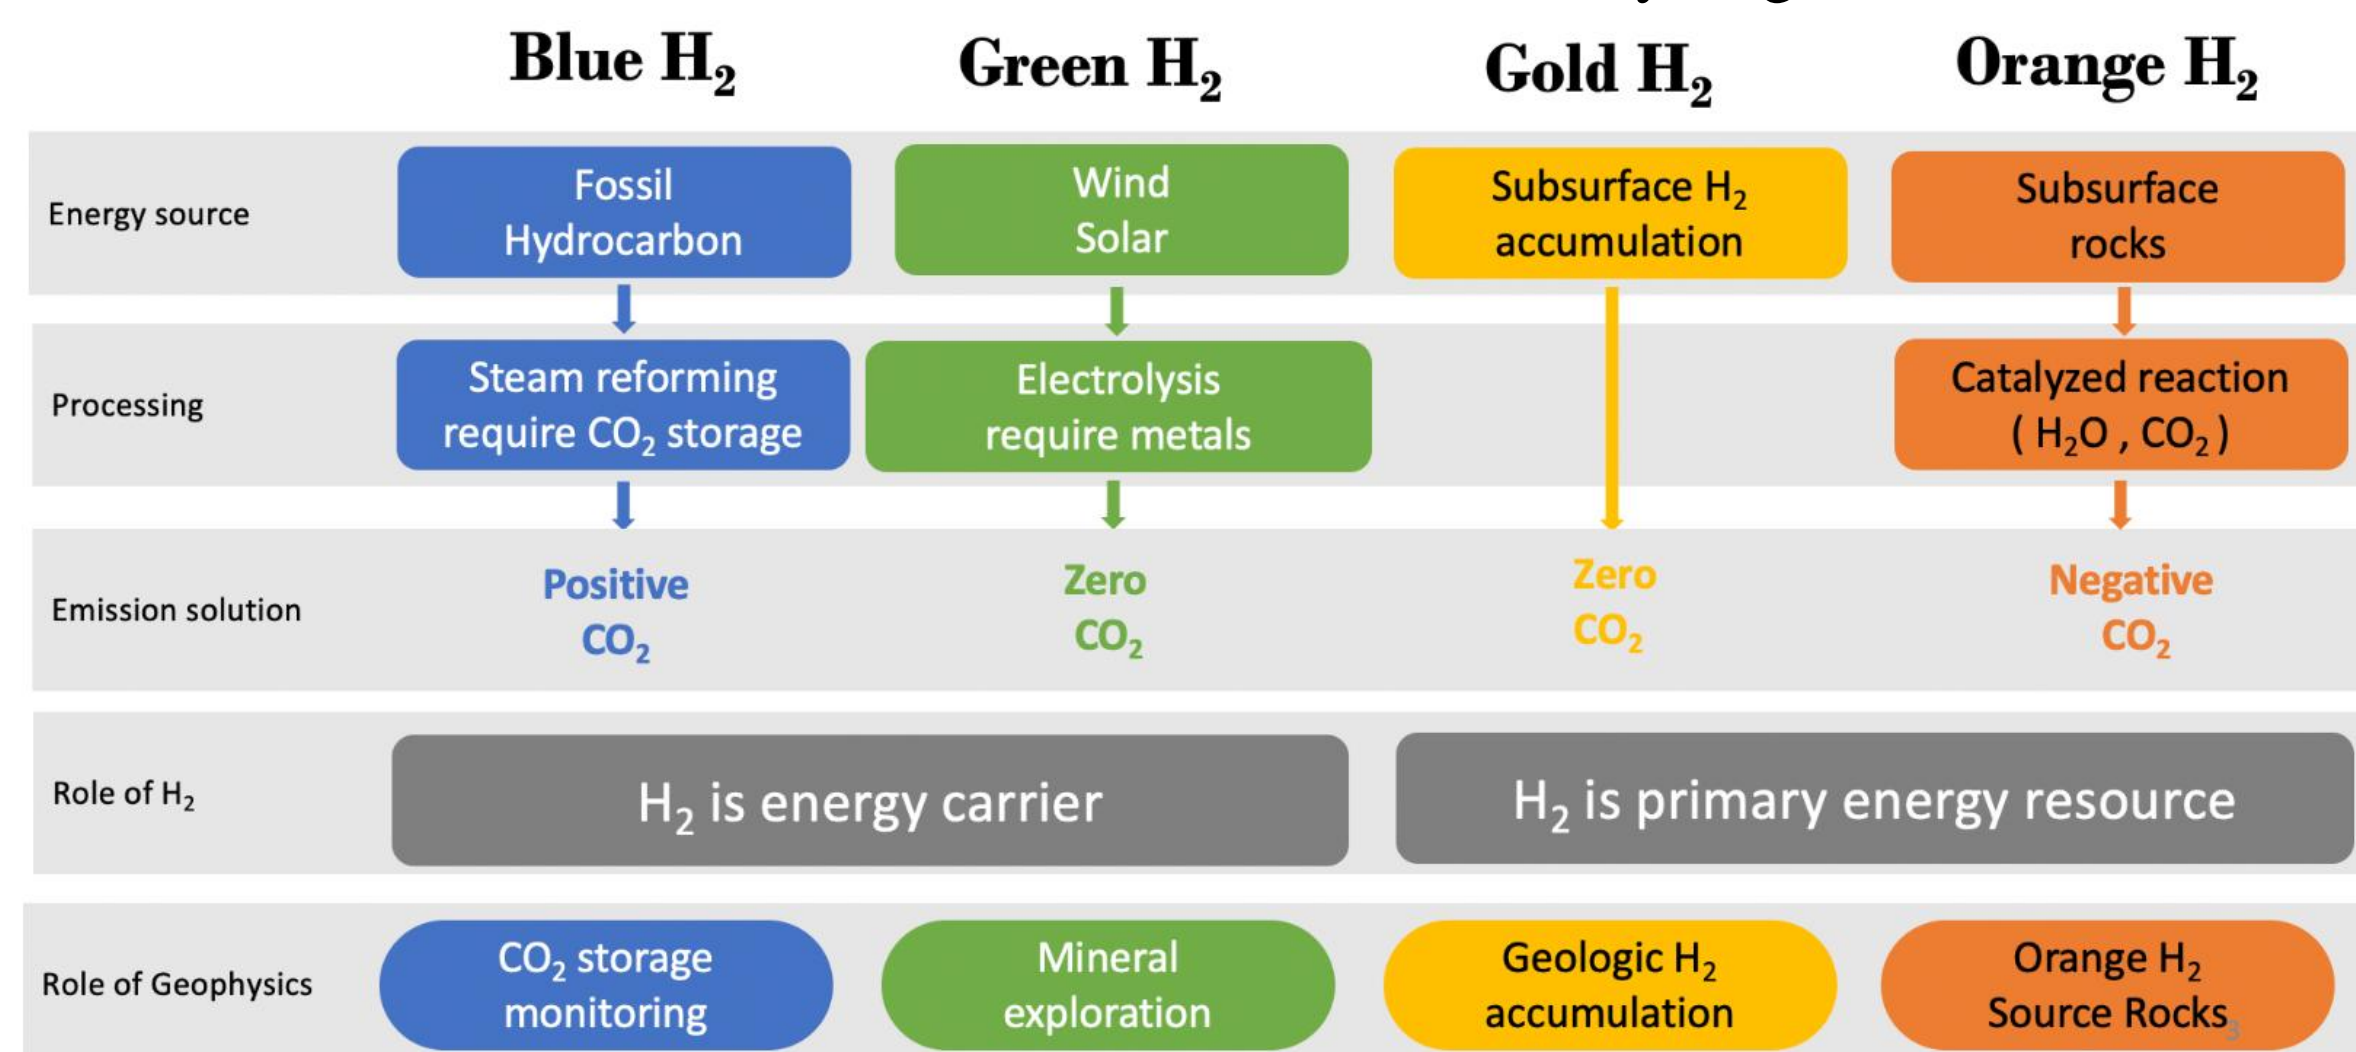 Blue H₂ Green H₂ Gold H₂ Orange H₂
Energy source
Fossil
Hydrocarbon
Wind
Solar
Subsurface H₂
accumulation
Subsurface
rocks
Processing
Steam reforming
require CO₂ storage
Electrolysis
require metals
Catalyzed reaction
( H₂O , CO₂ )
Emission solution
Positive
CO₂
Zero
CO₂
Zero
CO₂
Negative
CO₂
Role of H₂
H₂ is energy carrier
H₂ is primary energy resource
Role of Geophysics
CO₂ storage
monitoring
Mineral
exploration
Geologic H₂
accumulation
Orange H₂
Source Rocks
3